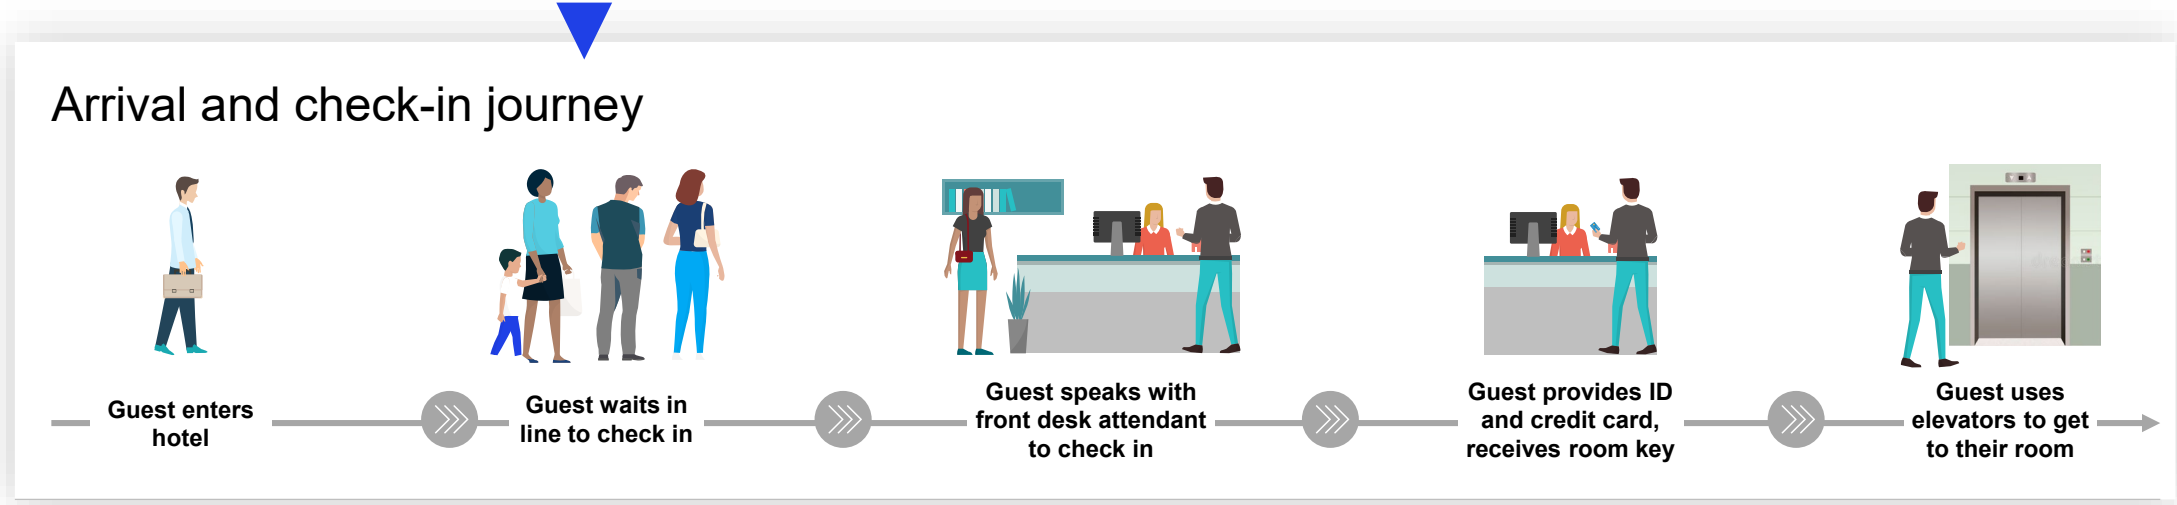 Arrival and check-in journey
Guest enters
hotel
Guest waits in
line to check in
Guest speaks with
front desk attendant
to check in
Guest provides ID
and credit card,
receives room key
Guest uses
elevators to get
to their room